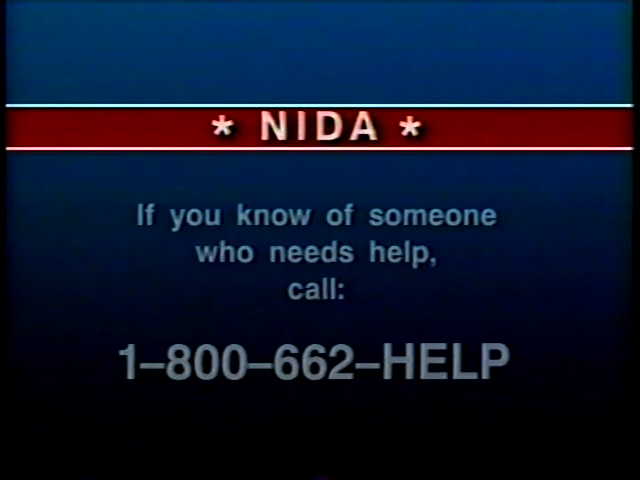 * NIDA *
If you know of someone
who needs help,
call:
1-800-662-HELP